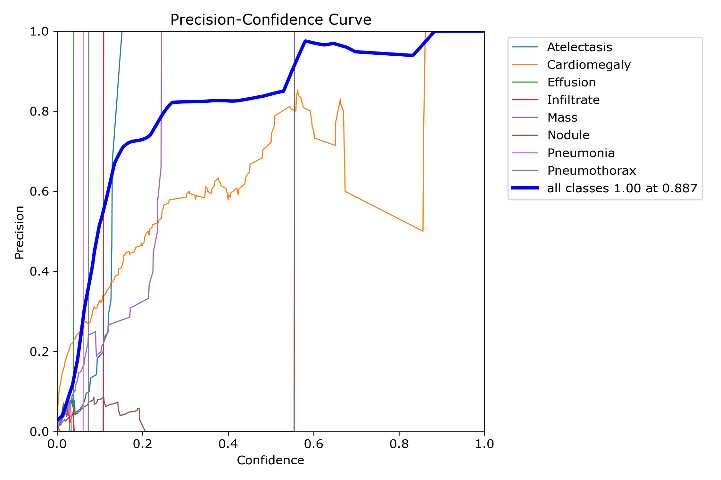 Precision-Confidence Curve
1.0
0.8
0.6
0.4
0.2
0.0
Precision
0.0 0.2 0.4 0.6 0.8 1.0
Confidence
Atelectasis
Cardiomegaly
Effusion
Infiltrate
Mass
Nodule
Pneumonia
Pneumothorax
all classes 1.00 at 0.887